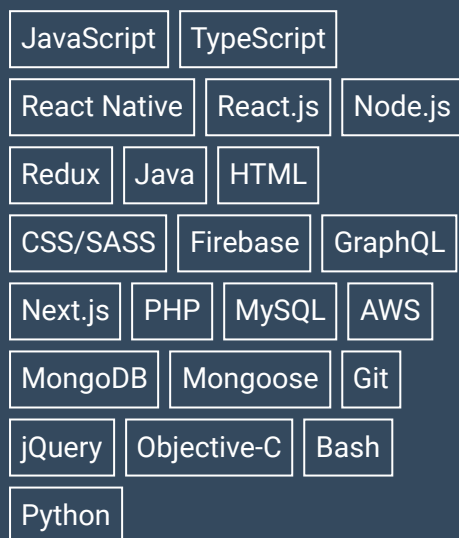 JavaScript TypeScript
React Native React.js Node.js
Redux Java HTML
CSS/SASS Firebase GraphQL
Next.js PHP MySQL AWS
MongoDB Mongoose Git
jQuery Objective-C Bash
Python